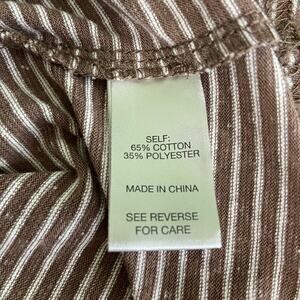 SELF:
65% COTTON
35% POLYESTER
MADE IN CHINA
SEE REVERSE
FOR CARE